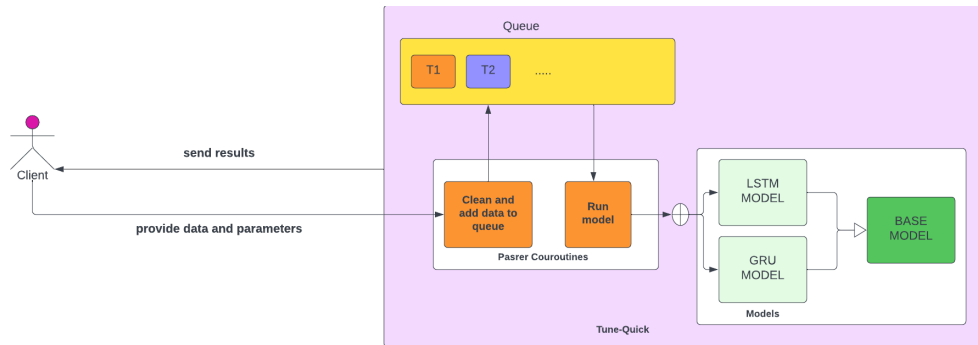 Queue
T1
T2
.....
send results
Client
provide data and parameters
Clean and
add data to
queue
Run
model
Pasrer Couroutines
LSTM
MODEL
GRU
MODEL
BASE
MODEL
Models
Tune-Quick